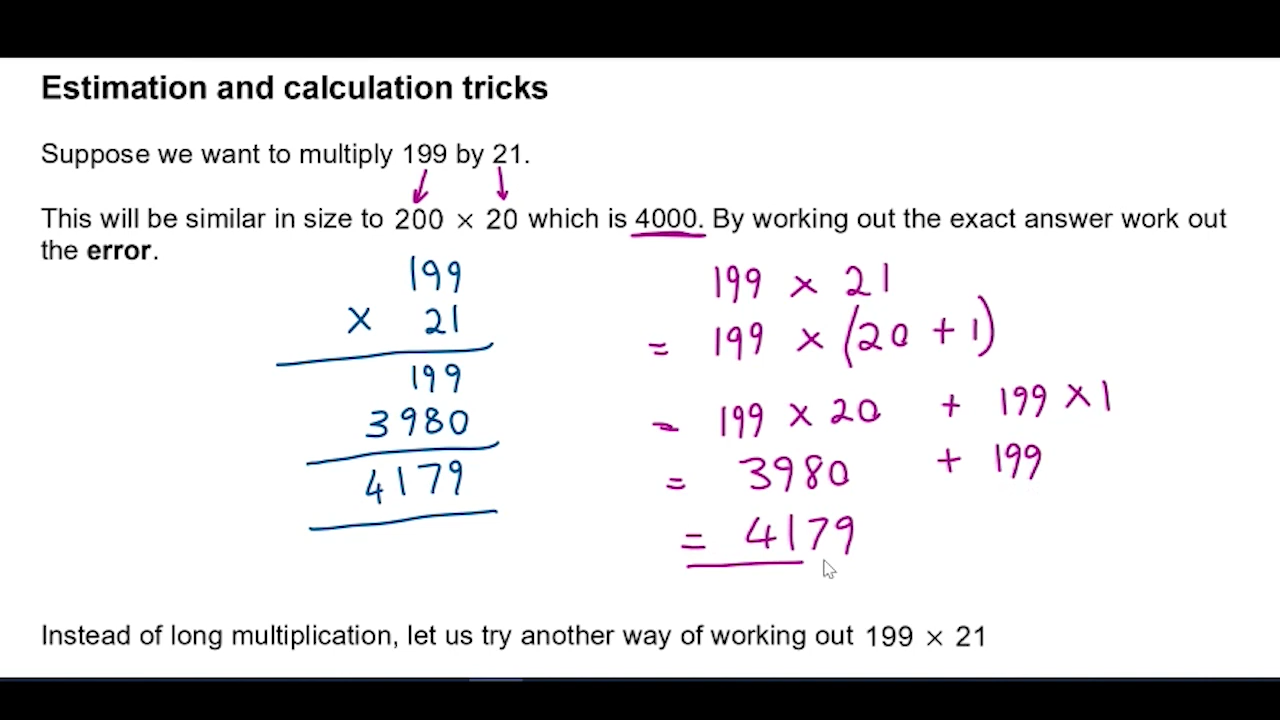 Estimation and calculation tricks
Suppose we want to multiply 199 by 21.
This will be similar in size to 200 × 20 which is 4000. By working out the exact answer work out
the error.
199
× 21
199
3980
4179
199 × 21
= 199 × (20 + 1)
= 199 × 20 + 199 × 1
= 3980 + 199
= 4179
Instead of long multiplication, let us try another way of working out 199 × 21